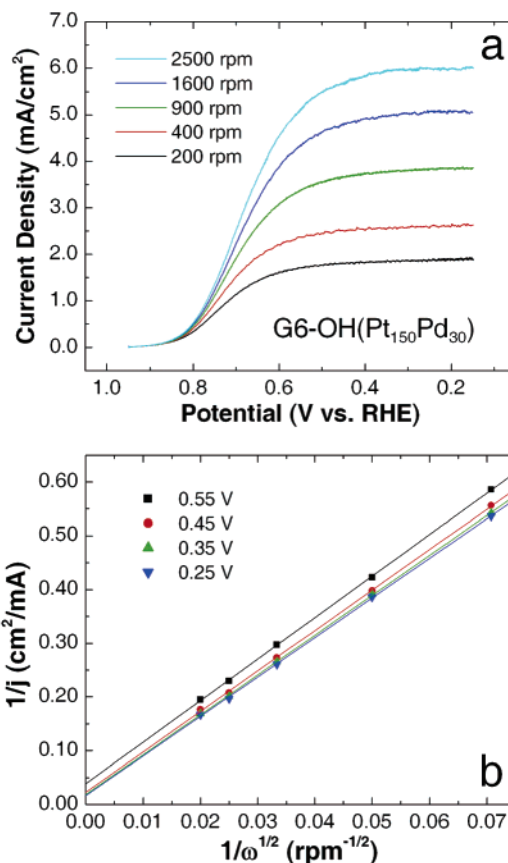 a
6.0
5.0
4.0
3.0
2.0
1.0
0.0
Current Density (mA/cm²)
2500 rpm
1600 rpm
900 rpm
400 rpm
200 rpm
G6-OH(Pt₁₅₀Pd₃₀)
1.0 0.8 0.6 0.4 0.2
Potential (V vs. RHE)
0.60
0.50
0.40
0.30
0.20
0.10
0.00
1/j (cm²/mA)
0.55 V
0.45 V
0.35 V
0.25 V
b
0.00 0.01 0.02 0.03 0.04 0.05 0.06 0.07
1/ω¹/² (rpm⁻¹/²)